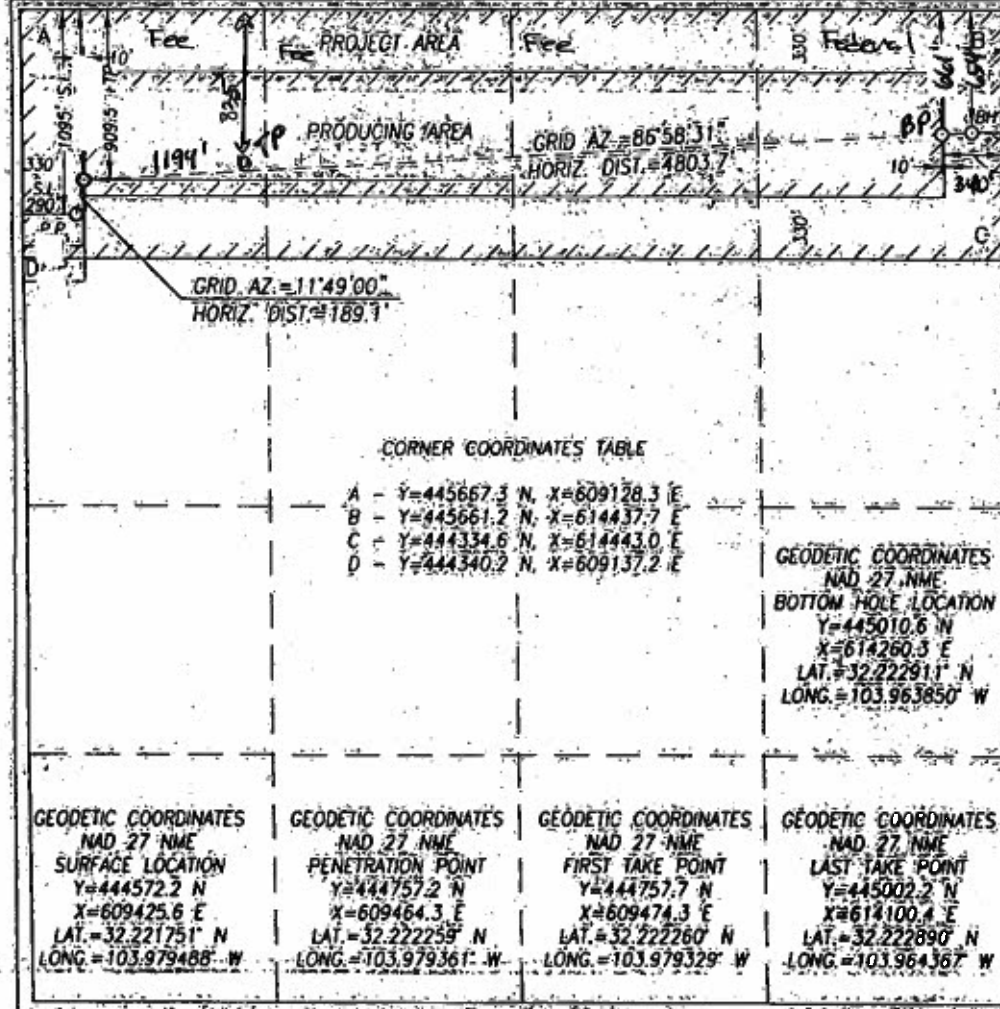 A
Fee
Fee
PROJECT AREA
Fee
Federal
330'
661'
654'
B
10'
1095' S.L.
909.5' FTP
825'
TP
PRODUCING AREA
GRID AZ.=86°58'31"
HORIZ. DIST.=4803.7'
BP
BH
10'
340'
330'
S.L.
290'
P.P.
1194'
330'
C
D
GRID AZ.=11°49'00"
HORIZ. DIST.=189.1'
CORNER COORDINATES TABLE
A - Y=445667.3 N, X=609128.3 E
B - Y=445661.2 N, X=614437.7 E
C - Y=444334.6 N, X=614443.0 E
D - Y=444340.2 N, X=609137.2 E
GEODETIC COORDINATES
NAD 27 NME
BOTTOM HOLE LOCATION
Y=445010.6 N
X=614260.3 E
LAT.=32.222911° N
LONG.=103.963850° W
GEODETIC COORDINATES
NAD 27 NME
SURFACE LOCATION
Y=444572.2 N
X=609425.6 E
LAT.=32.221751° N
LONG.=103.979488° W
GEODETIC COORDINATES
NAD 27 NME
PENETRATION POINT
Y=444757.2 N
X=609464.3 E
LAT.=32.222259° N
LONG.=103.979361° W
GEODETIC COORDINATES
NAD 27 NME
FIRST TAKE POINT
Y=444757.7 N
X=609474.3 E
LAT.=32.222260° N
LONG.=103.979329° W
GEODETIC COORDINATES
NAD 27 NME
LAST TAKE POINT
Y=445002.2 N
X=614100.4 E
LAT.=32.222890° N
LONG.=103.964367° W